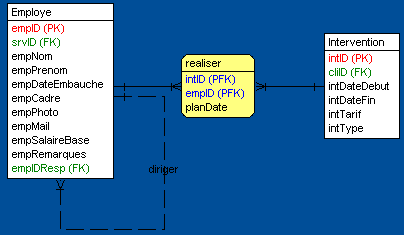 Employe
empID (PK)
srvID (FK)
empNom
empPrenom
empDateEmbauche
empCadre
empPhoto
empMail
empSalaireBase
empRemarques
empIDResp (FK)
realiser
intID (PFK)
empID (PFK)
planDate
diriger
Intervention
intID (PK)
cliID (FK)
intDateDebut
intDateFin
intTarif
intType